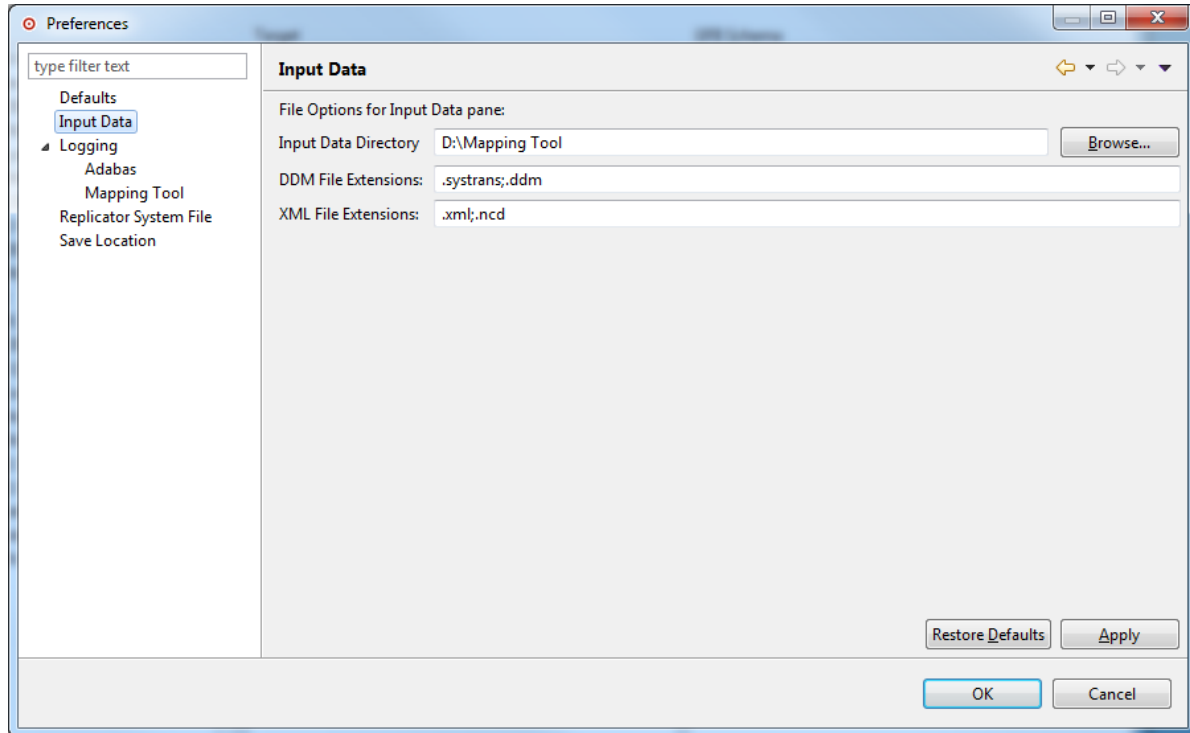 Preferences
type filter text
Defaults
Input Data
Logging
Adabas
Mapping Tool
Replicator System File
Save Location
Input Data
File Options for Input Data pane:
Input Data Directory D:\Mapping Tool Browse...
DDM File Extensions: .systrans;.ddm
XML File Extensions: .xml;.ncd
Restore Defaults Apply
OK Cancel